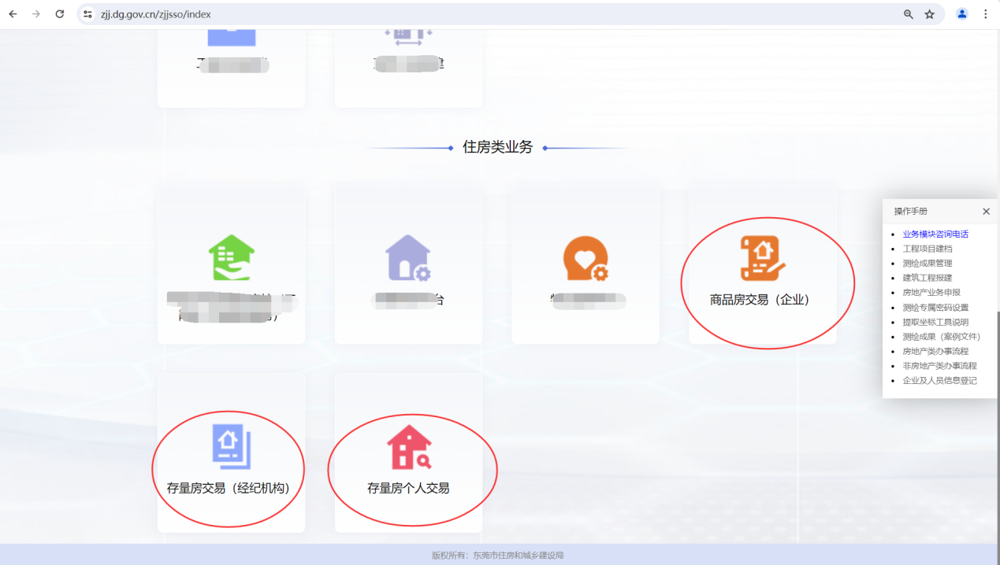 zjj.dg.gov.cn/zjjsso/index
住房类业务
商品房交易（企业）
存量房交易（经纪机构）
存量房个人交易
操作手册
业务模块咨询电话
工程项目建档
测绘成果管理
建筑工程报建
房地产业务申报
测绘专属密码设置
提取坐标工具说明
测绘成果（案例文件）
房地产类办事流程
非房地产类办事流程
企业及人员信息登记
版权所有：东莞市住房和城乡建设局